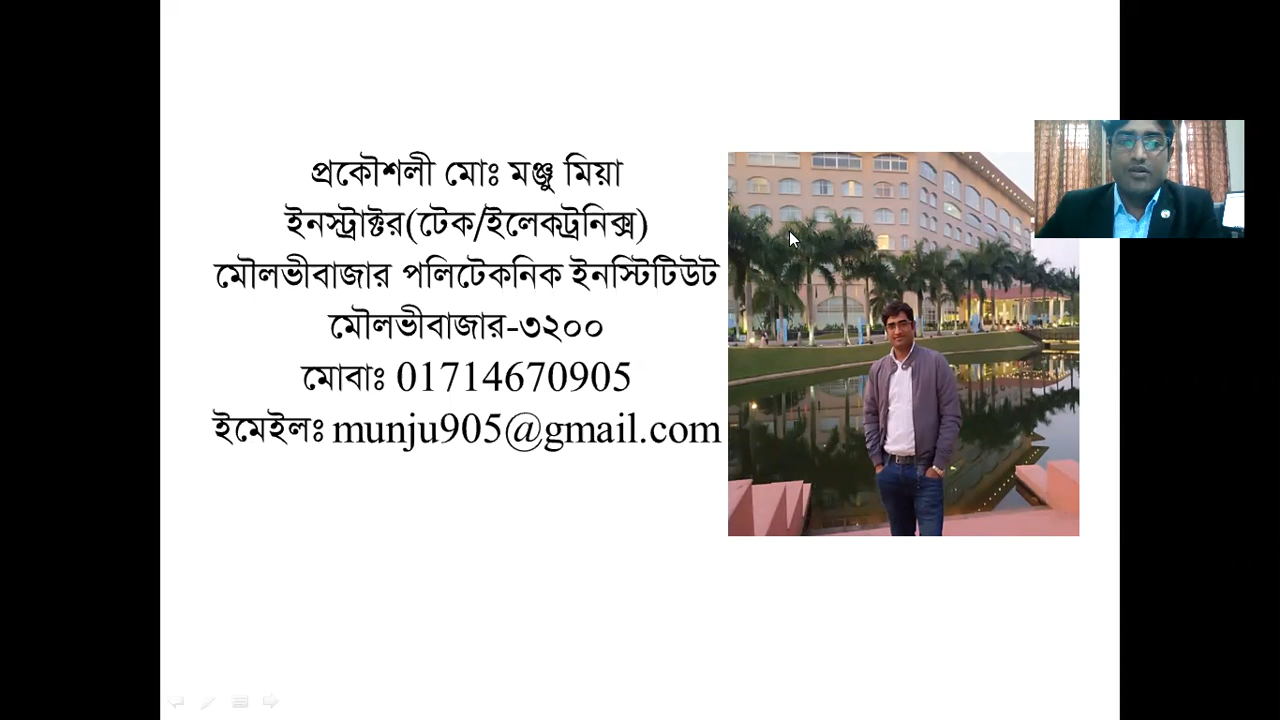 প্রকৌশলী মোঃ মঞ্জু মিয়া
ইনস্ট্রাক্টর(টেক/ইলেকট্রনিক্স)
মৌলভীবাজার পলিটেকনিক ইনস্টিটিউট
মৌলভীবাজার-৩২০০
মোবাঃ 01714670905
ইমেইলঃ munju905@gmail.com